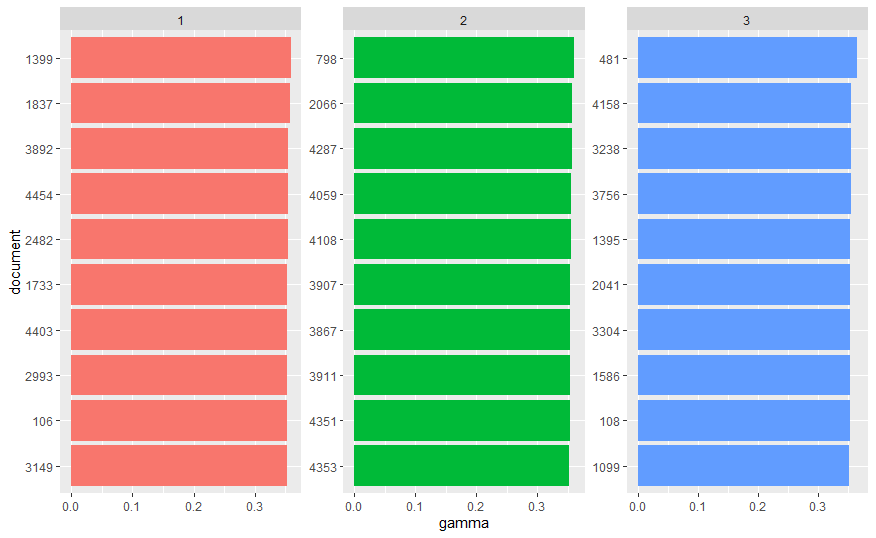 1 2 3
1399 798 481
1837 2066 4158
3892 4287 3238
4454 4059 3756
2482 4108 1395
1733 3907 2041
4403 3867 3304
2993 3911 1586
106 4351 108
3149 4353 1099
0.0 0.1 0.2 0.3 0.0 0.1 0.2 0.3 0.0 0.1 0.2 0.3
document
gamma